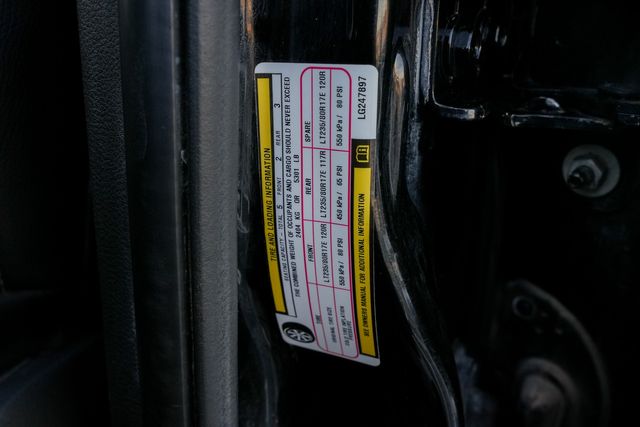 TIRE AND LOADING INFORMATION
SEATING CAPACITY - TOTAL 5 FRONT 2 REAR 3
THE COMBINED WEIGHT OF OCCUPANTS AND CARGO SHOULD NEVER EXCEED
2404 KG OR 5301 LB
TIRE FRONT REAR SPARE
ORIGINAL TIRE SIZE LT235/80R17E 120R LT235/80R17E 117R LT235/80R17E 120R
COLD TIRE INFLATION PRESSURE 550 kPa / 80 PSI 450 kPa / 65 PSI 550 kPa / 80 PSI
SEE OWNERS MANUAL FOR ADDITIONAL INFORMATION
LG247897